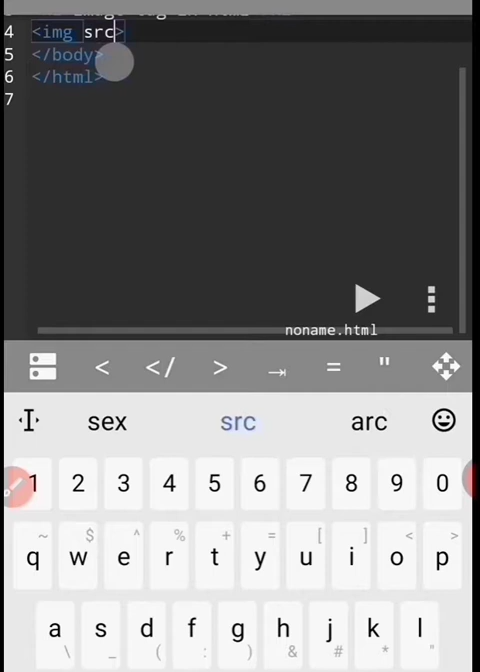 4 <img src>
5 </body>
6 </html>
7
noname.html
< </ > ⇥ = "
sex src arc
1 2 3 4 5 6 7 8 9 0
~ $ ^ % + = [ ] < >
q w e r t y u i o p
a s d f g h j k l
\ _ ( : ) & # * "